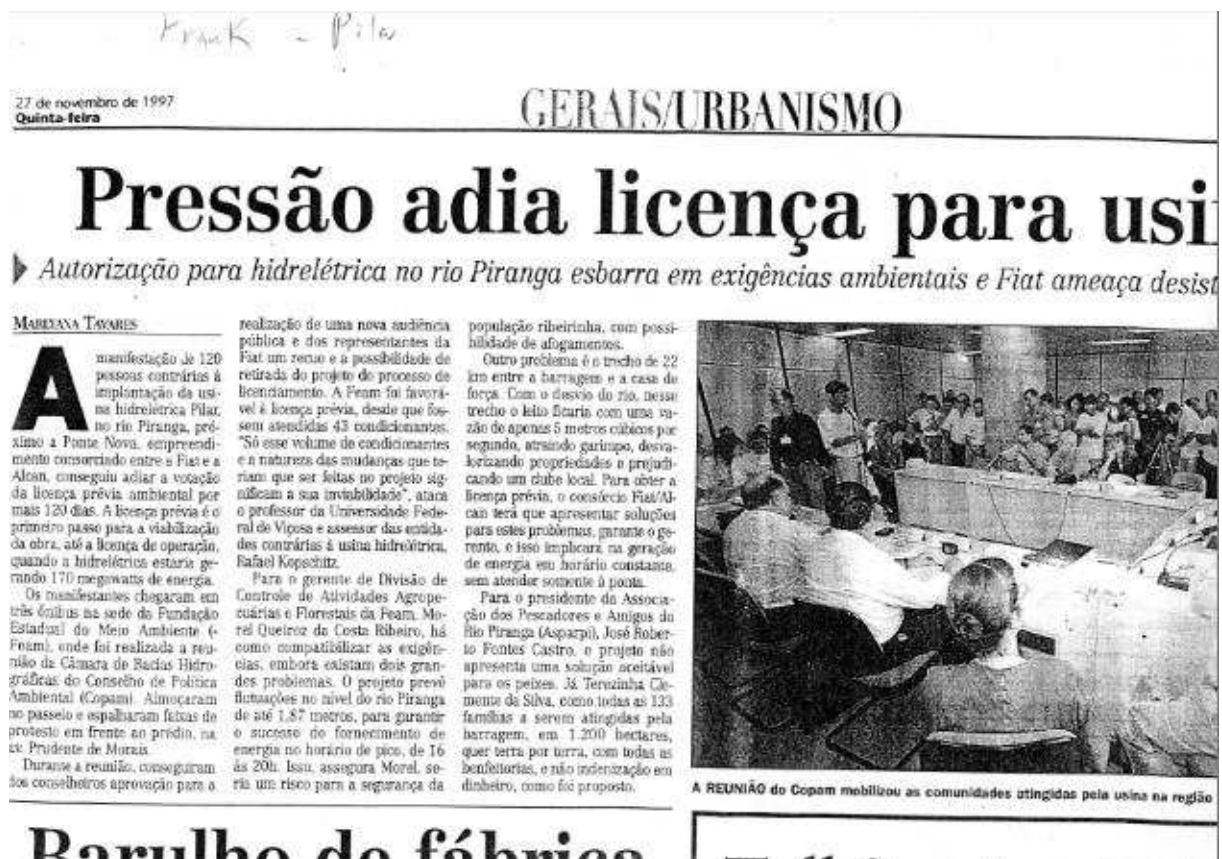 Frank - Pilar
27 de novembro de 1997
Quinta-feira
GERAIS/URBANISMO
Pressão adia licença para usi
Autorização para hidrelétrica no rio Piranga esbarra em exigências ambientais e Fiat ameaça desist
MARILYANA TAVARES
A manifestação de 120
pessoas contrárias à
implantação da usi-
na hidrelétrica Pilar,
no rio Piranga, pró-
ximo a Ponte Nova, empreendi-
mento consorciado entre a Fiat e a
Alcan, conseguiu adiar a votação
da licença prévia ambiental por
mais 120 dias. A licença prévia é o
primeiro passo para a viabilização
da obra, até a licença de operação,
quando a hidrelétrica estaria ge-
rando 170 megawatts de energia.
Os manifestantes chegaram em
três ônibus na sede da Fundação
Estadual do Meio Ambiente (-
Feam), onde foi realizada a reu-
nião da Câmara de Bacias Hidro-
gráficas do Conselho de Política
Ambiental (Copam). Almoçaram
no passeio e espalharam faixas de
protesto em frente ao prédio, na
av. Prudente de Morais.
Durante a reunião, conseguiram
dos conselheiros aprovação para a
realização de uma nova audiência
pública e dos representantes da
Fiat um recuo e a possibilidade de
retirada do projeto do processo de
licenciamento. A Feam foi favorá-
vel à licença prévia, desde que fos-
sem atendidas 43 condicionantes.
"Só esse volume de condicionantes
e a natureza das mudanças que te-
riam que ser feitas no projeto sig-
nificam a sua inviabilidade", ataca
o professor da Universidade Fede-
ral de Viçosa e assessor das entida-
des contrárias à usina hidrelétrica,
Rafael Kopschitz.
Para o gerente de Divisão de
Controle de Atividades Agrope-
cuárias e Florestais da Feam, Mo-
rel Queiroz da Costa Ribeiro, há
como compatibilizar as exigên-
cias, embora existam dois gran-
des problemas. O projeto prevê
flutuações no nível do rio Piranga
de até 1,87 metros, para garantir
o sucesso do fornecimento de
energia no horário de pico, de 16
às 20h. Isso, assegura Morel, se-
ria um risco para a segurança da
população ribeirinha, com possi-
bilidade de afogamentos.
Outro problema é o trecho de 22
km entre a barragem e a casa de
força. Com o desvio do rio, nesse
trecho o leito ficaria com uma va-
zão de apenas 5 metros cúbicos por
segundo, atraindo garimpo, desva-
lorizando propriedades e prejudi-
cando um clube local. Para obter a
licença prévia, o consórcio Fiat/Al-
can terá que apresentar soluções
para estes problemas, garante o ge-
rente, e isso implicará na geração
de energia em horário constante,
sem atender somente à ponta.
Para o presidente da Associa-
ção dos Pescadores e Amigos do
Rio Piranga (Asparpi), José Rober-
to Fontes Castro, o projeto não
apresenta uma solução aceitável
para os peixes. Já Terezinha Cle-
mente da Silva, como todas as 133
famílias a serem atingidas pela
barragem, em 1.200 hectares,
quer terra por terra, com todas as
benfeitorias, e não indenização em
dinheiro, como foi proposto.
A REUNIÃO do Copam mobilizou as comunidades atingidas pela usina na região
Barulho de fábrica